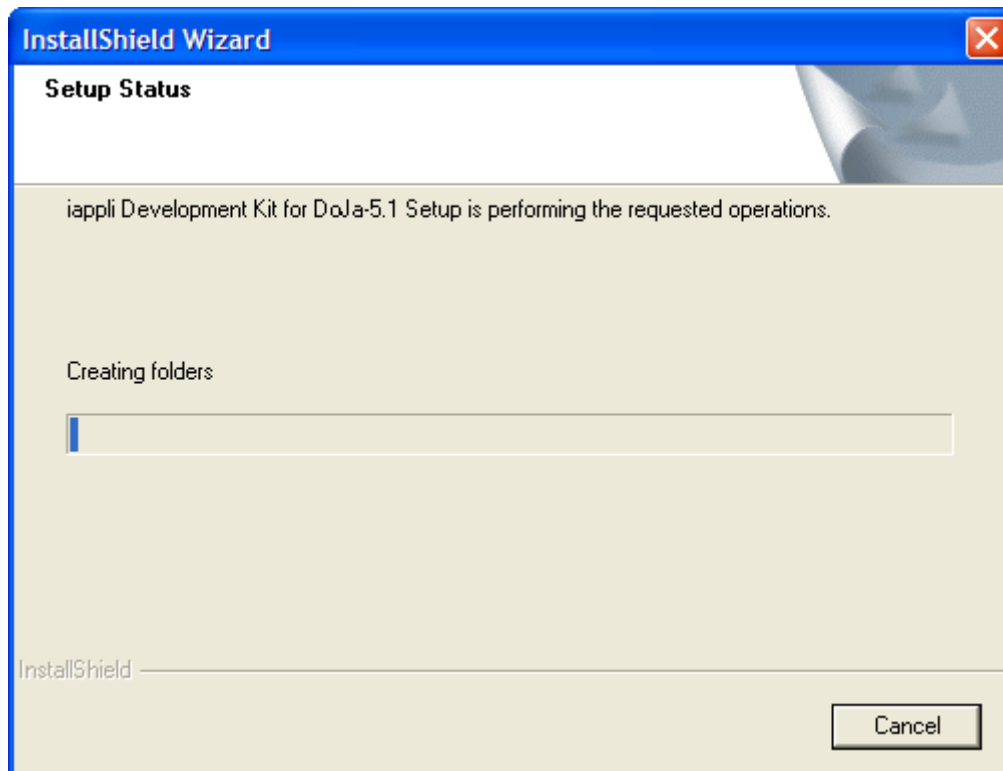 InstallShield Wizard
Setup Status
iappli Development Kit for DoJa-5.1 Setup is performing the requested operations.
Creating folders
InstallShield
Cancel